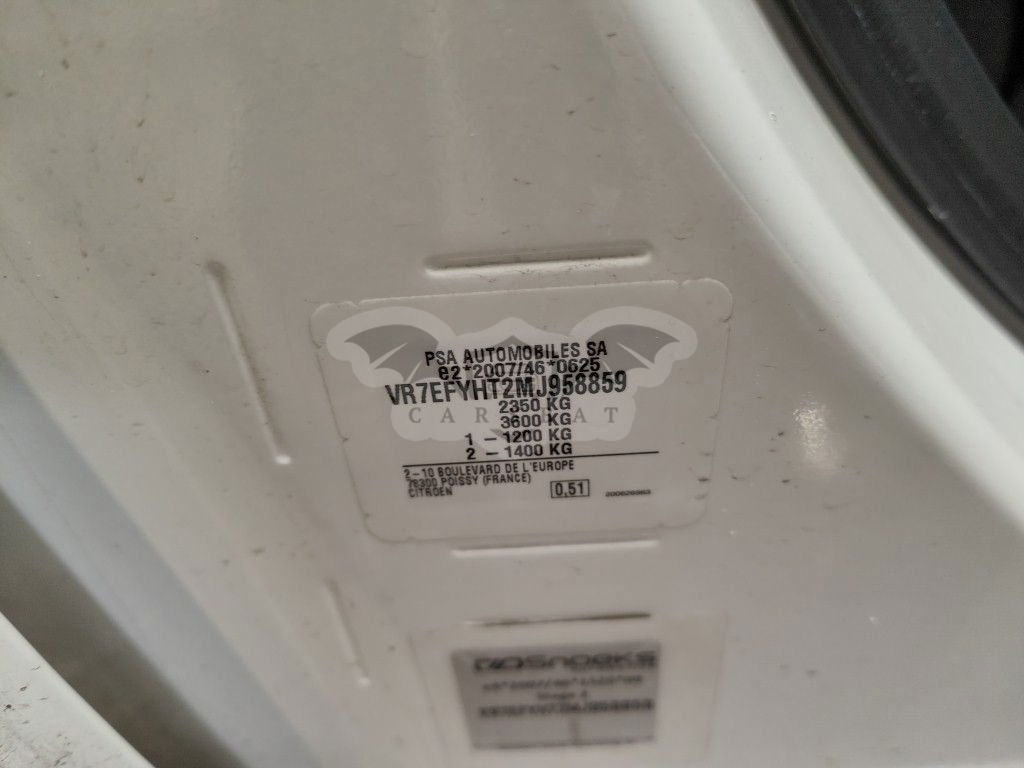 PSA AUTOMOBILES SA
e2*2007/46*0625
VR7EFYHT2MJ958859
2350 KG
3600 KG
1 - 1200 KG
2 - 1400 KG
2-10 BOULEVARD DE L'EUROPE
78300 POISSY (FRANCE)
CITROEN
0,51
SNOEKS